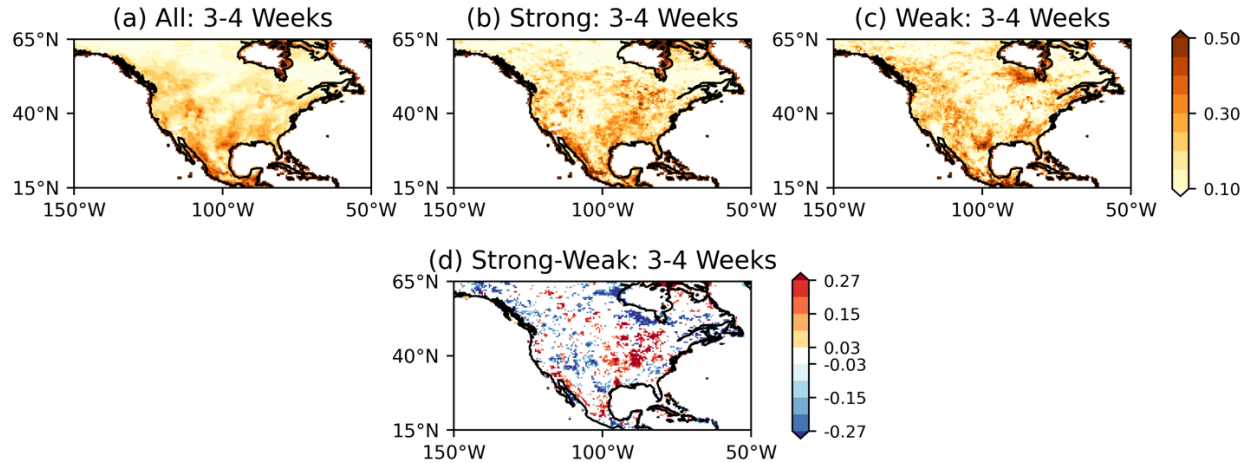 (a) All: 3-4 Weeks
(b) Strong: 3-4 Weeks
(c) Weak: 3-4 Weeks
65°N
40°N
15°N
150°W
100°W
50°W
65°N
40°N
15°N
150°W
100°W
50°W
65°N
40°N
15°N
150°W
100°W
50°W
0.50
0.30
0.10
(d) Strong-Weak: 3-4 Weeks
65°N
40°N
15°N
150°W
100°W
50°W
0.27
0.15
0.03
-0.03
-0.15
-0.27